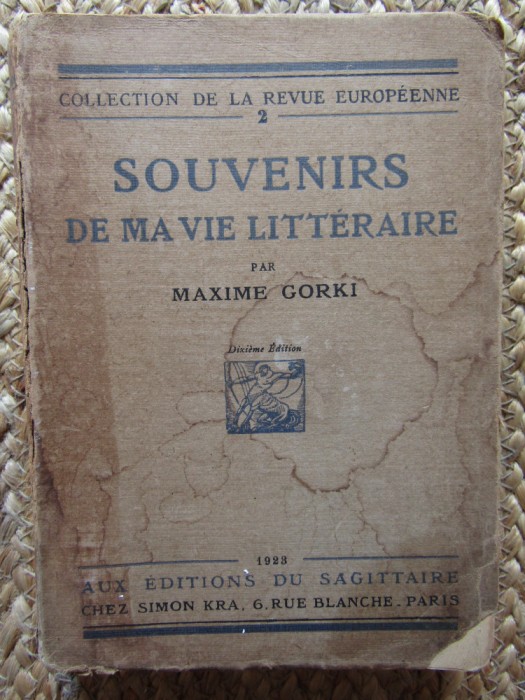 COLLECTION DE LA REVUE EUROPÉENNE
2
SOUVENIRS
DE MA VIE LITTÉRAIRE
PAR
MAXIME GORKI
Dixième Édition
1923
AUX ÉDITIONS DU SAGITTAIRE
CHEZ SIMON KRA, 6, RUE BLANCHE - PARIS